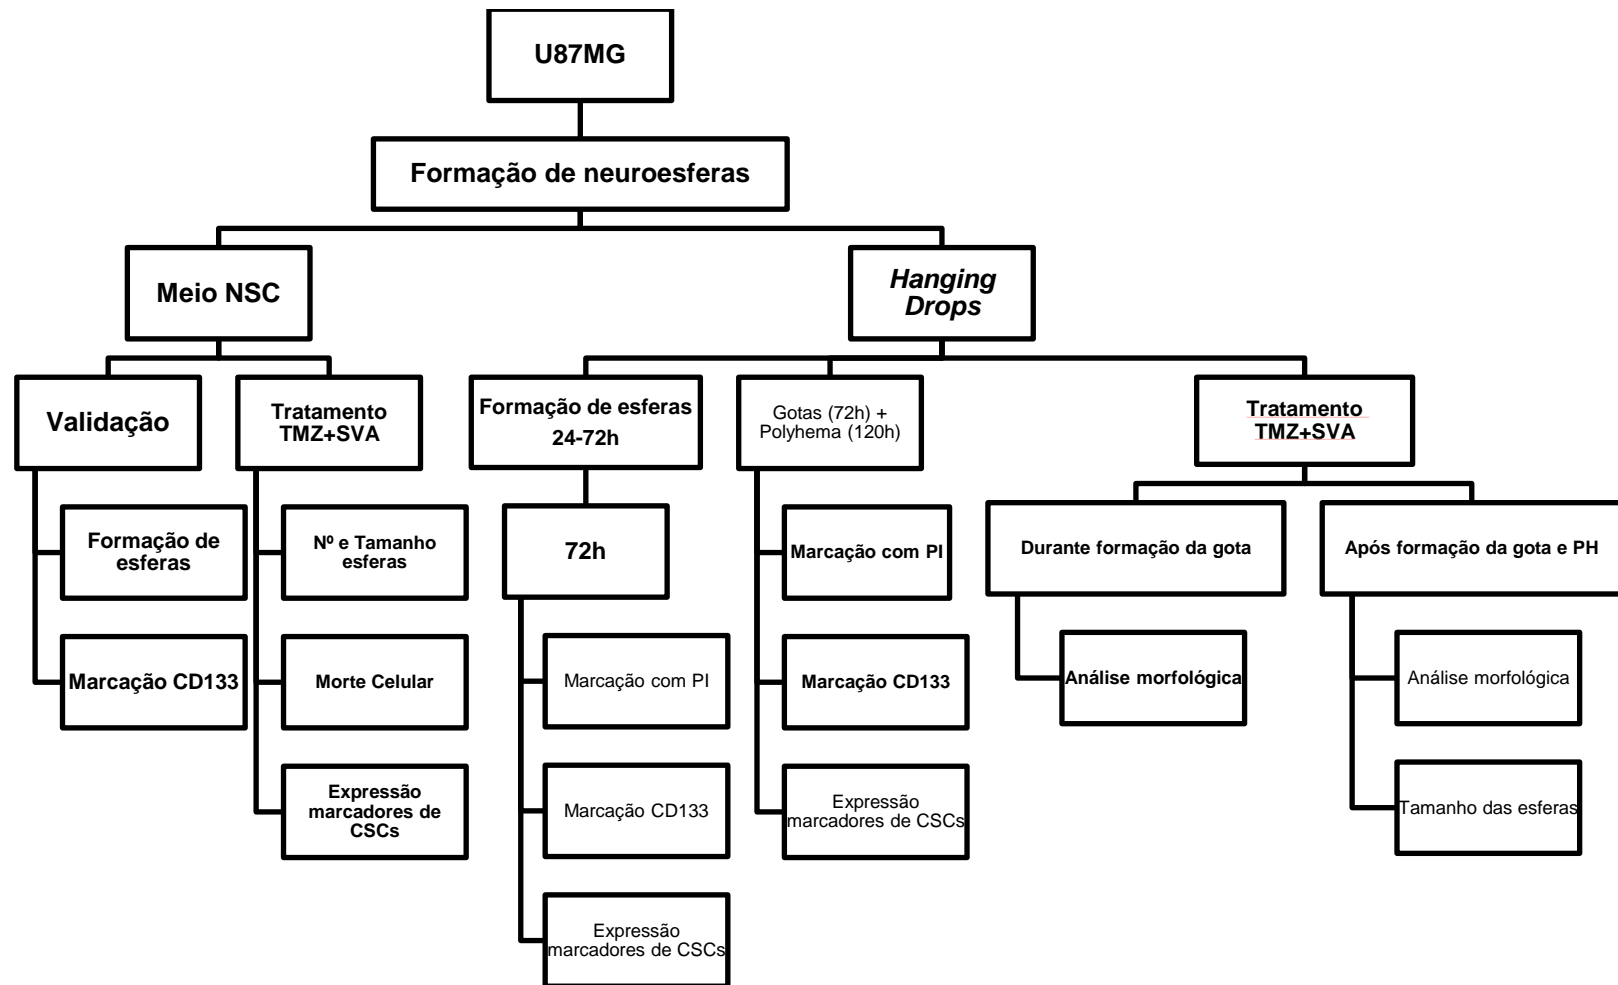 U87MG
Formação de neuroesferas
Meio NSC
Hanging
Drops
Validação
Tratamento
TMZ+SVA
Formação de esferas
24-72h
Gotas (72h) +
Polyhema (120h)
Tratamento
TMZ+SVA
Formação de
esferas
Nº e Tamanho
esferas
72h
Marcação com PI
Durante formação da gota
Após formação da gota e PH
Marcação CD133
Morte Celular
Marcação com PI
Marcação CD133
Análise morfológica
Análise morfológica
Expressão
marcadores de
CSCs
Marcação CD133
Expressão
marcadores de CSCs
Tamanho das esferas
Expressão
marcadores de CSCs